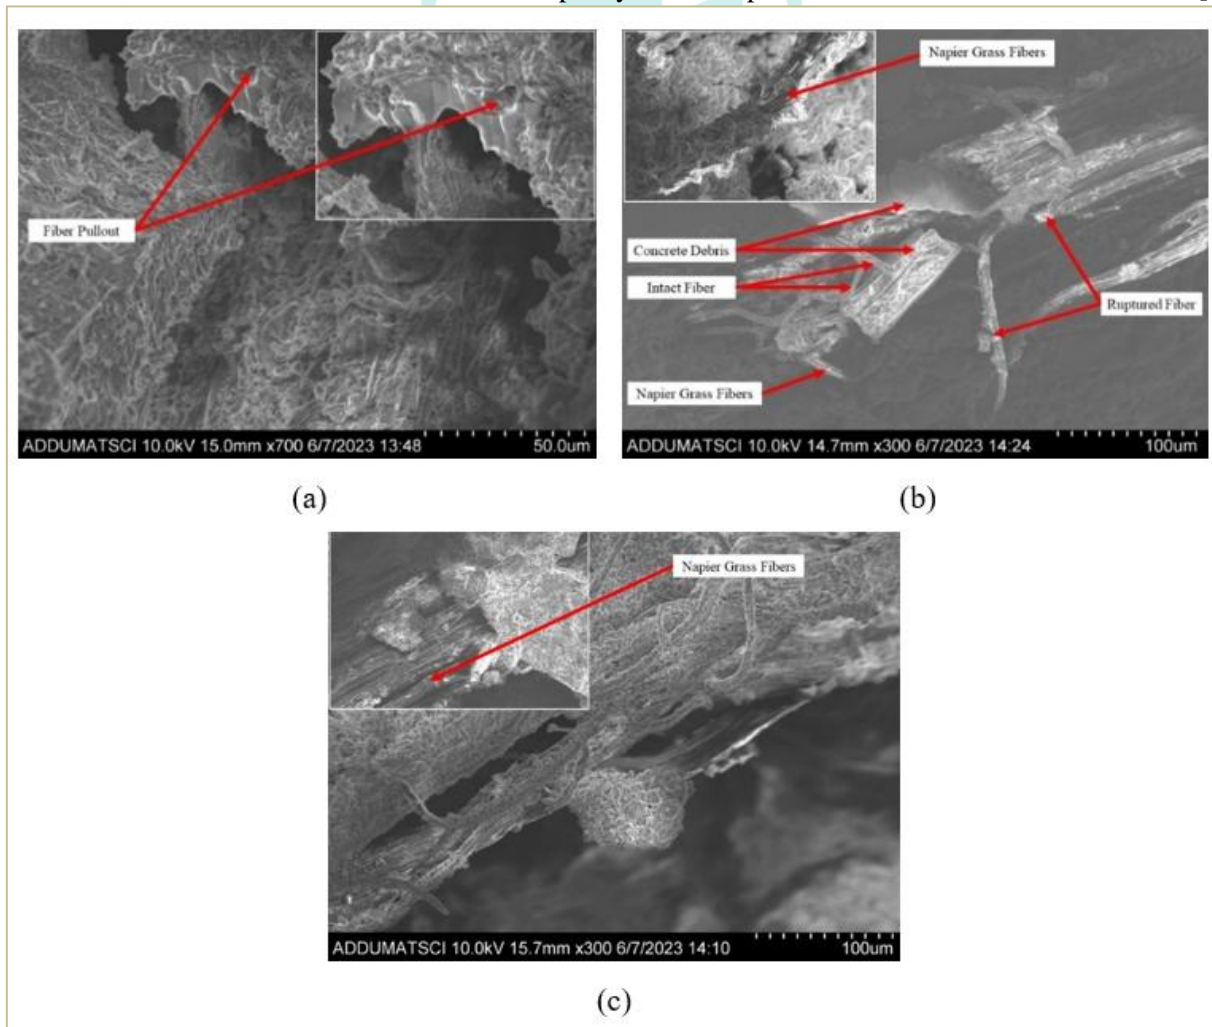 Fiber Pullout
ADDUMATSCI 10.0kV 15.0mm x700 6/7/2023 13:48 50.0um
(a)
Napier Grass Fibers
Concrete Debris
Intact Fiber
Ruptured Fiber
Napier Grass Fibers
ADDUMATSCI 10.0kV 14.7mm x300 6/7/2023 14:24 100um
(b)
Napier Grass Fibers
ADDUMATSCI 10.0kV 15.7mm x300 6/7/2023 14:10 100um
(c)